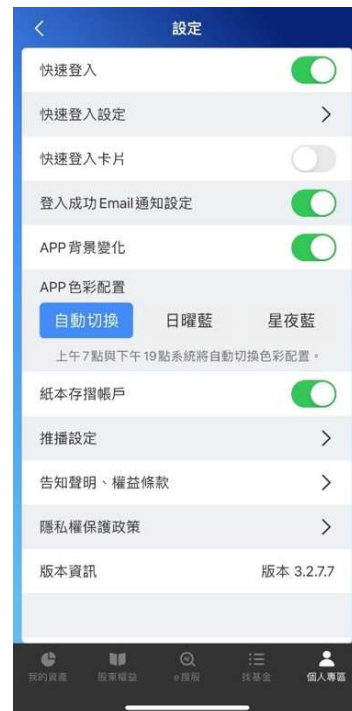 設定
快速登入
快速登入設定
快速登入卡片
登入成功Email通知設定
APP背景變化
APP色彩配置
自動切換 日曜藍 星夜藍
上午7點與下午19點系統將自動切換色彩配置。
紙本存摺帳戶
推播設定
告知聲明、權益條款
隱私權保護政策
版本資訊 版本 3.2.7.7
我的資產 股東權益 e搜股 找基金 個人專區